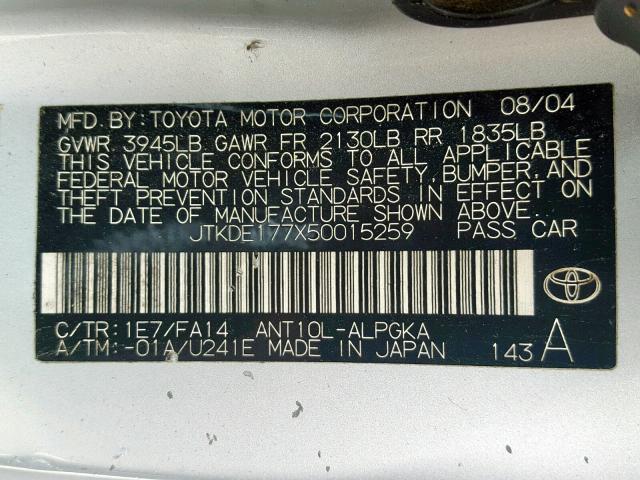 MFD. BY: TOYOTA MOTOR CORPORATION 08/04
GVWR 3945LB GAWR FR 2130LB RR 1835LB
THIS VEHICLE CONFORMS TO ALL APPLICABLE
FEDERAL MOTOR VEHICLE SAFETY, BUMPER, AND
THEFT PREVENTION STANDARDS IN EFFECT ON
THE DATE OF MANUFACTURE SHOWN ABOVE.
JTKDE177X50015259 PASS CAR
C/TR: 1E7/FA14 ANT10L-ALPGKA
A/TM: -01A/U241E MADE IN JAPAN 143 A